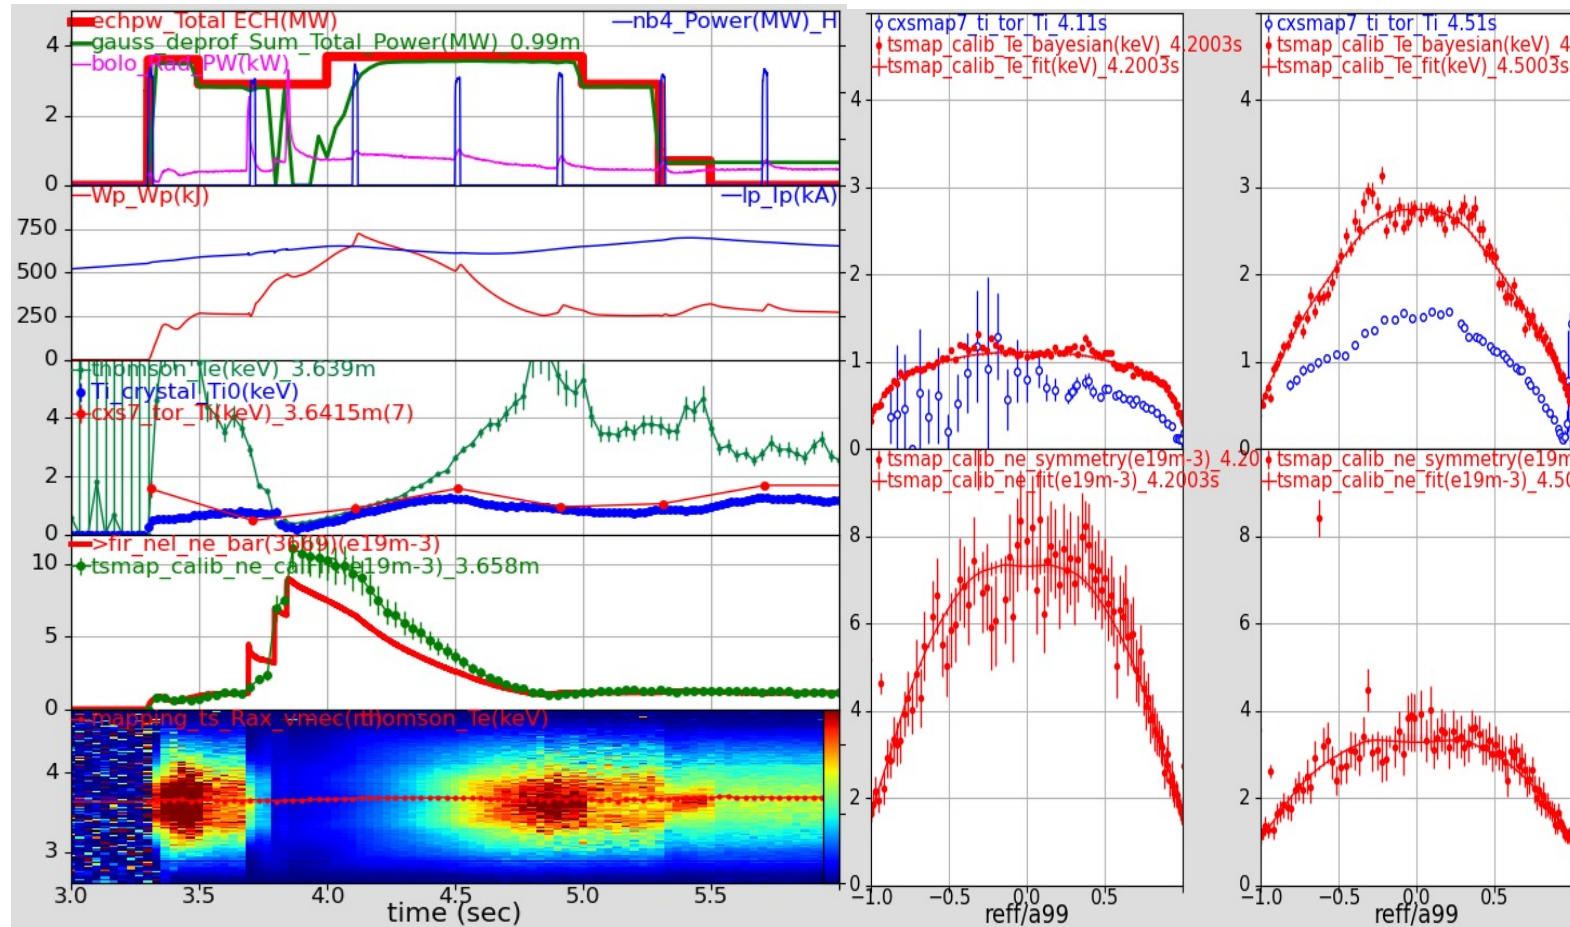 echpw_Total ECH(MW)
nb4_Power(MW)_H
gauss_deprof_Sum_Total_Power(MW)_0.99m
bolo_Rad_PW(kW)
4
2
0
Wp_Wp(kJ)
Ip_Ip(kA)
750
500
250
0
thomson_Te(keV)_3.639m
Ti_crystal_Ti0(keV)
cxs7_tor_Ti(keV)_3.6415m(7)
4
2
0
>fir_nel_ne_bar(3669)(e19m-3)
tsmap_calib_ne_calib(e19m-3)_3.658m
10
5
0
mapping_ts_Rax_vmec(m)
thomson_Te(keV)
4
3
3.0 3.5 4.0 4.5 5.0 5.5
time (sec)
cxsmap7_ti_tor_Ti_4.11s
tsmap_calib_Te_bayesian(keV)_4.2003s
tsmap_calib_Te_fit(keV)_4.2003s
4
3
2
1
0
tsmap_calib_ne_symmetry(e19m-3)_4.20
tsmap_calib_ne_fit(e19m-3)_4.2003s
8
6
4
2
0
−1.0 −0.5 0.0 0.5
reff/a99
cxsmap7_ti_tor_Ti_4.51s
tsmap_calib_Te_bayesian(keV)_4
tsmap_calib_Te_fit(keV)_4.5003s
4
3
2
1
0
tsmap_calib_ne_symmetry(e19m
tsmap_calib_ne_fit(e19m-3)_4.50
8
6
4
2
0
−1.0 −0.5 0.0 0.5
reff/a99